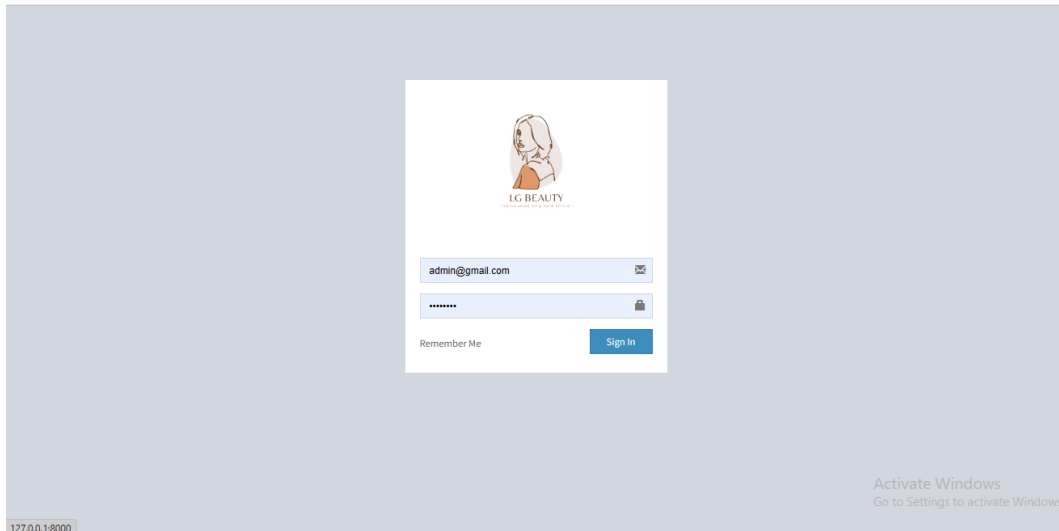 LG BEAUTY
admin@gmail.com
••••••••
Remember Me
Sign In
Activate Windows
Go to Settings to activate Windows
127.0.0.1:8000